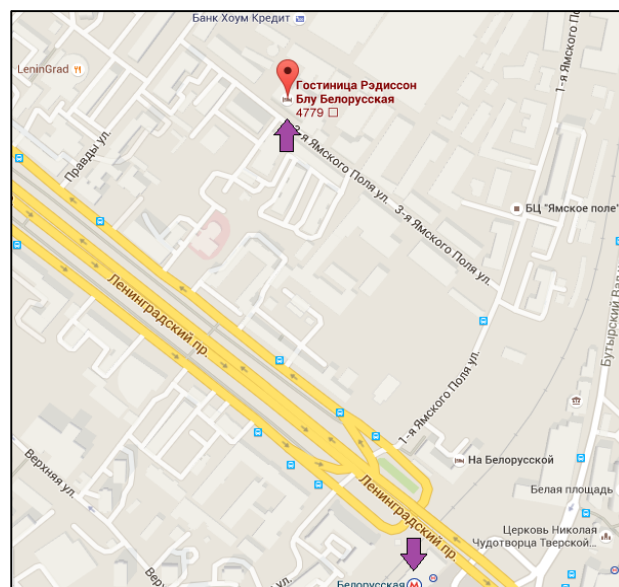 Банк Хоум Кредит
LeninGrad
Гостиница Рэдиссон
Блу Белорусская
4779
1-я Ямского Поля
Правды ул.
3-я Ямского Поля ул.
3-я Ямского Поля ул.
БЦ "Ямское поле"
Ленинградский пр.
Бутырский Вал
1-я Ямского Поля ул.
На Белорусской
Верхняя ул.
Белая площадь
Ленинградский пр.
Церковь Николая
Чудотворца Тверской...
Белорусская